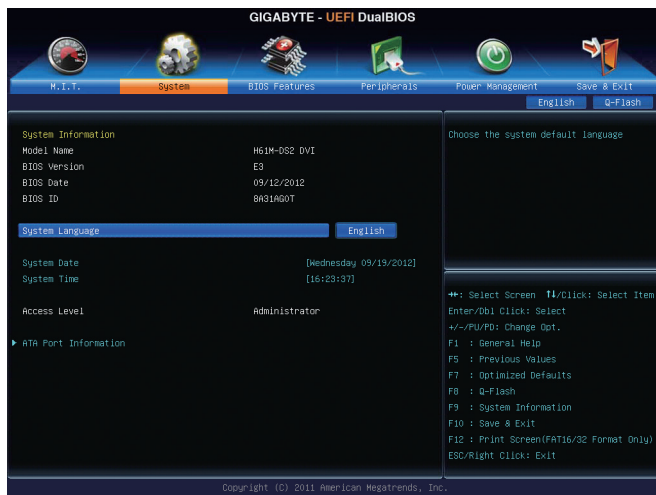 GIGABYTE - UEFI DualBIOS
M.I.T. System BIOS Features Peripherals Power Management Save & Exit
English Q-Flash
System Information
Model Name H61M-DS2 DVI
BIOS Version E3
BIOS Date 09/12/2012
BIOS ID 8A31AG0T
System Language English
System Date [Wednesday 09/19/2012]
System Time [16:23:37]
Access Level Administrator
ATA Port Information
Choose the system default language
→←: Select Screen ↑↓/Click: Select Item
Enter/Dbl Click: Select
+/-/PU/PD: Change Opt.
F1 : General Help
F5 : Previous Values
F7 : Optimized Defaults
F8 : Q-Flash
F9 : System Information
F10 : Save & Exit
F12 : Print Screen(FAT16/32 Format Only)
ESC/Right Click: Exit
Copyright (C) 2011 American Megatrends, Inc.